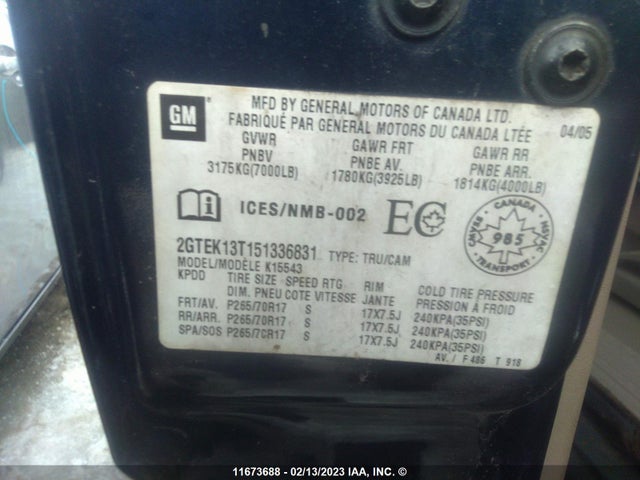 GM
MFD BY GENERAL MOTORS OF CANADA LTD.
FABRIQUÉ PAR GENERAL MOTORS DU CANADA LTÉE
04/05
GVWR GAWR FRT GAWR RR
PNBV PNBE AV. PNBE ARR.
3175KG(7000LB) 1780KG(3925LB) 1814KG(4000LB)
ICES/NMB-002 EC
CANADA
985
TRANSPORT
2GTEK13T151336831 TYPE: TRU/CAM
MODEL/MODÈLE K15543
KPDD TIRE SIZE SPEED RTG RIM COLD TIRE PRESSURE
DIM. PNEU COTE VITESSE JANTE PRESSION À FROID
FRT/AV. P265/70R17 S 17X7.5J 240KPA(35PSI)
RR/ARR. P265/70R17 S 17X7.5J 240KPA(35PSI)
SPA/SOS P265/70R17 S 17X7.5J 240KPA(35PSI)
AV./ F 486 T 918
11673688 - 02/13/2023 IAA, INC. ©